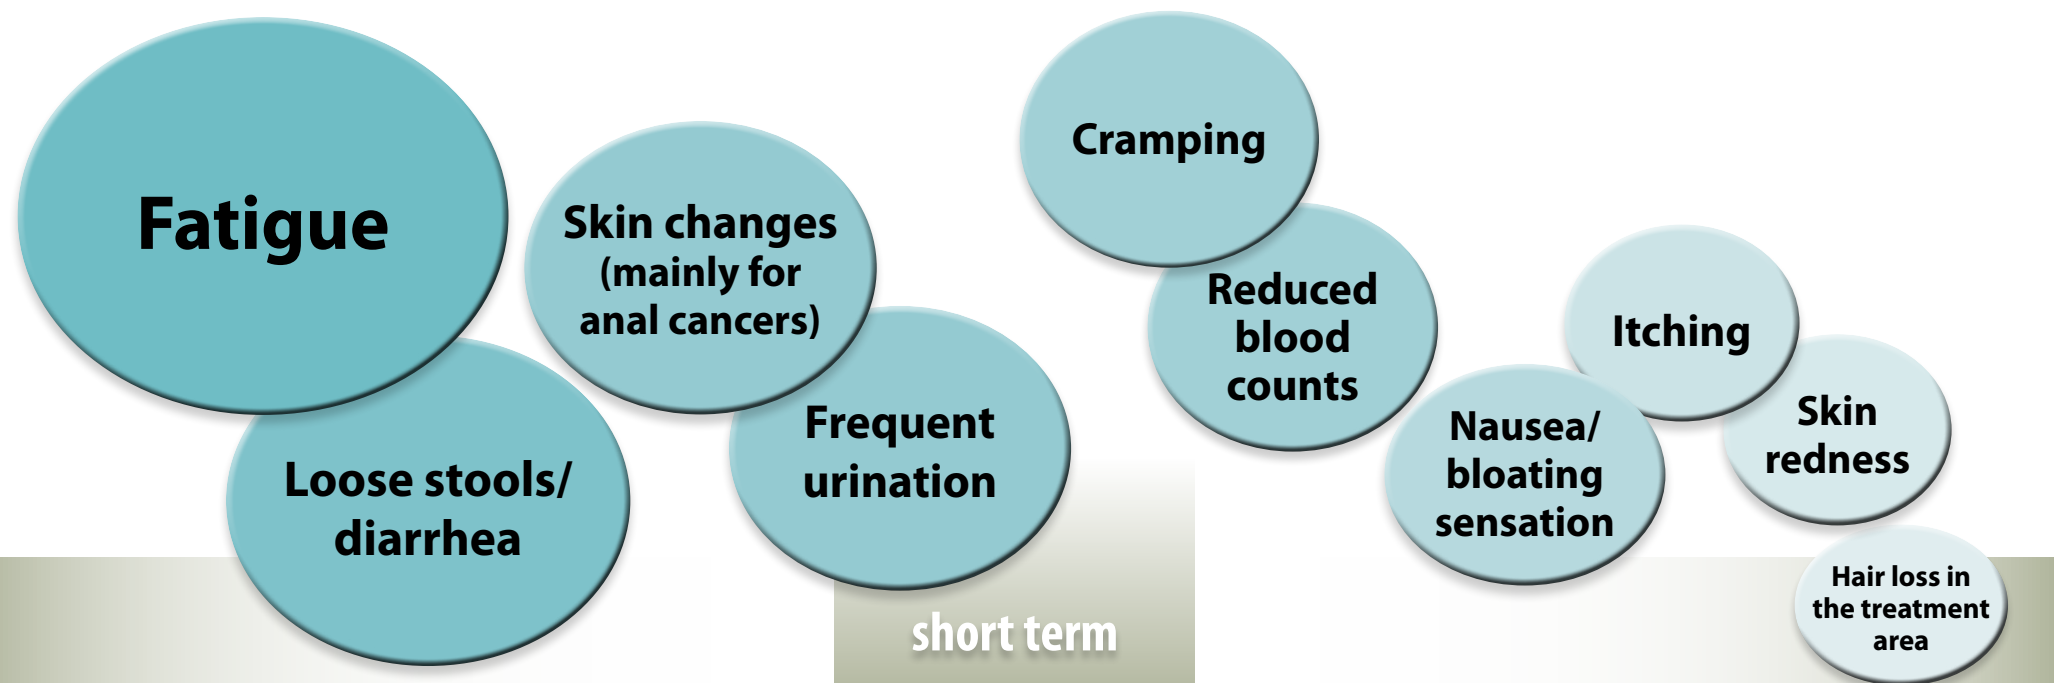 Fatigue
Loose stools/
diarrhea
Skin changes
(mainly for
anal cancers)
Frequent
urination
Cramping
Reduced
blood
counts
Nausea/
bloating
sensation
Itching
Skin
redness
Hair loss in
the treatment
area
short term